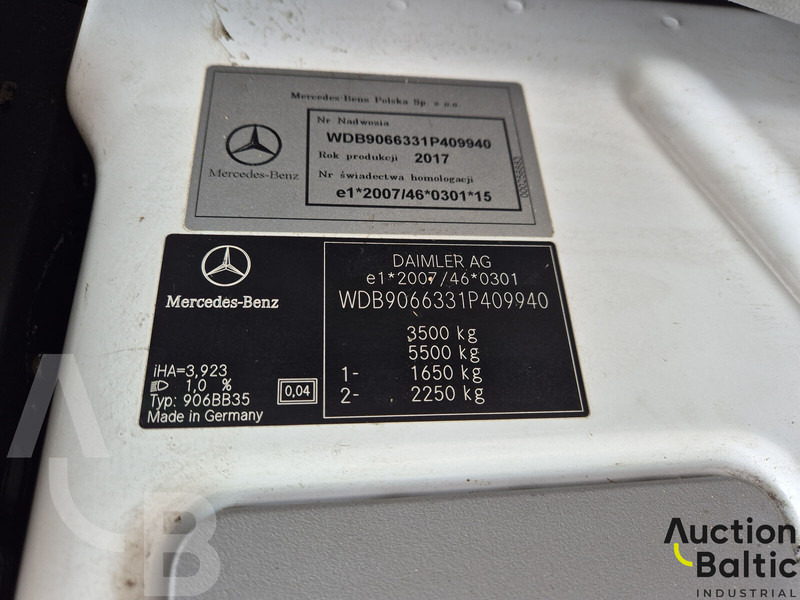 Mercedes-Benz Polska Sp. z o.o.
Nr Nadwozia
WDB9066331P409940
Rok produkcji 2017
Nr świadectwa homologacji
e1*2007/46*0301*15
Mercedes-Benz
DAIMLER AG
e1*2007/46*0301
WDB9066331P409940
3500 kg
5500 kg
1- 1650 kg
2- 2250 kg
Mercedes-Benz
iHA=3,923
1,0 %
Typ: 906BB35
Made in Germany
0,04
Auction
Baltic
INDUSTRIAL